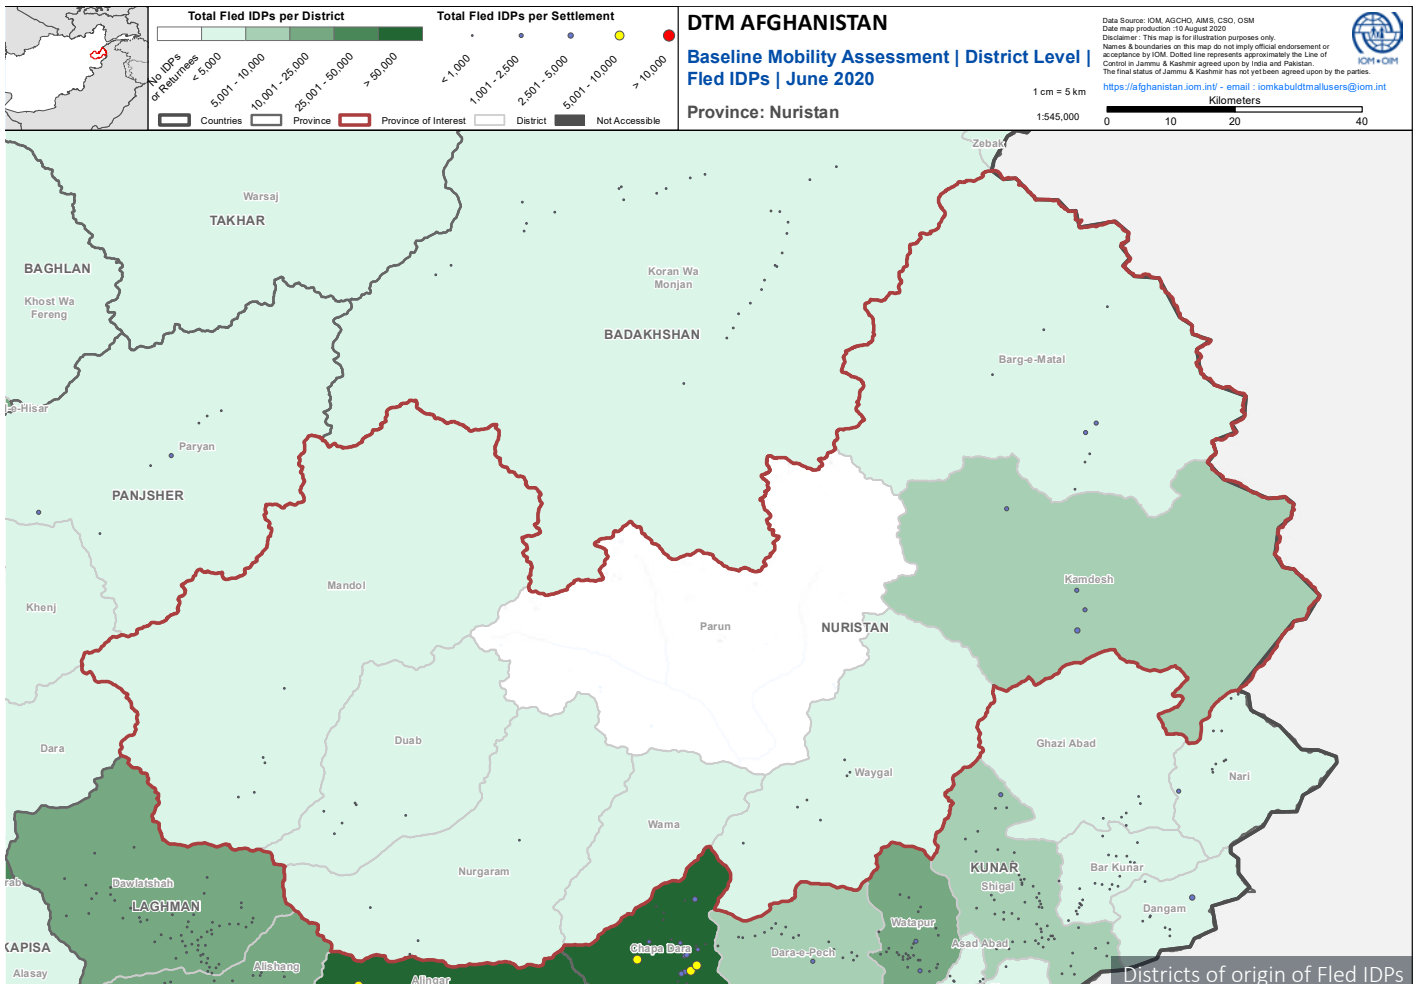 Total Fled IDPs per District
No IDPs
or Returnees
< 5,000
5,001 - 10,000
10,001 - 25,000
25,001 - 50,000
> 50,000
Total Fled IDPs per Settlement
< 1,000
1,001 - 2,500
2,501 - 5,000
5,001 - 10,000
> 10,000
Countries
Province
Province of Interest
District
Not Accessible
DTM AFGHANISTAN
Baseline Mobility Assessment | District Level |
Fled IDPs | June 2020
Province: Nuristan
1 cm = 5 km
1:545,000
Data Source: IOM, AGCHO, AIMS, CSO, OSM
Date map production :10 August 2020
Disclaimer : This map is for illustration purposes only.
Names & boundaries on this map do not imply official endorsement or
acceptance by IOM. Dotted line represents approximately the Line of
Control in Jammu & Kashmir agreed upon by India and Pakistan.
The final status of Jammu & Kashmir has not yet been agreed upon by the parties.
https://afghanistan.iom.int/ - email : iomkabuldtmallusers@iom.int
Kilometers
0 10 20 40
IOM•OIM
Zebak
Warsaj
TAKHAR
BAGHLAN
Khost Wa
Fereng
Koran Wa
Monjan
BADAKHSHAN
Barg-e-Matal
l-e-Hisar
Paryan
PANJSHER
Mandol
Kamdesh
Khenj
Parun
NURISTAN
Dara
Duab
Ghazi Abad
Waygal
Nari
Wama
Nurgaram
KUNAR
Shigal
Bar Kunar
Dawlatshah
rab
LAGHMAN
Dangam
Watapur
KAPISA
Chapa Dara
Dara-e-Pech
Asad Abad
Alasay
Alishang
Alingar
Districts of origin of Fled IDPs